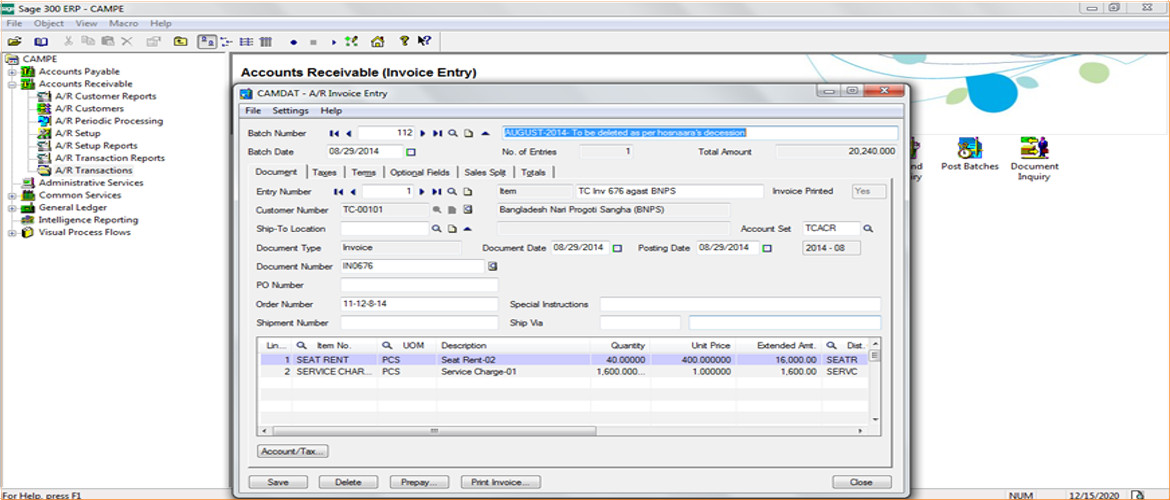 Sage 300 ERP - CAMPE
File Object View Macro Help
CAMPE
Accounts Payable
Accounts Receivable
A/R Customer Reports
A/R Customers
A/R Periodic Processing
A/R Setup
A/R Setup Reports
A/R Transaction Reports
A/R Transactions
Administrative Services
Common Services
General Ledger
Intelligence Reporting
Visual Process Flows
Accounts Receivable (Invoice Entry)
CAMDAT - A/R Invoice Entry
File Settings Help
Batch Number 112 AUGUST-2014- To be deleted as per hosnaara's decession
Batch Date 08/29/2014 No. of Entries 1 Total Amount 20,240.000
Document Taxes Terms Optional Fields Sales Split Totals
Entry Number 1 Item TC Inv 676 agast BNPS Invoice Printed Yes
Customer Number TC-00101 Bangladesh Nari Progoti Sangha (BNPS)
Ship-To Location Account Set TCACR
Document Type Invoice Document Date 08/29/2014 Posting Date 08/29/2014 2014 - 08
Document Number IN0676
PO Number
Order Number 11-12-8-14 Special Instructions
Shipment Number Ship Via
Lin... Item No. UOM Description Quantity Unit Price Extended Amt. Dist.
1 SEAT RENT PCS Seat Rent-02 40.00000 400.000000 16,000.00 SEATR
2 SERVICE CHAR... PCS Service Charge-01 1,600.000... 1.000000 1,600.00 SERVC
Account/Tax...
Save Delete Prepay... Print Invoice... Close
Post Batches
Document
Inquiry
For Help, press F1
NUM 12/15/2020